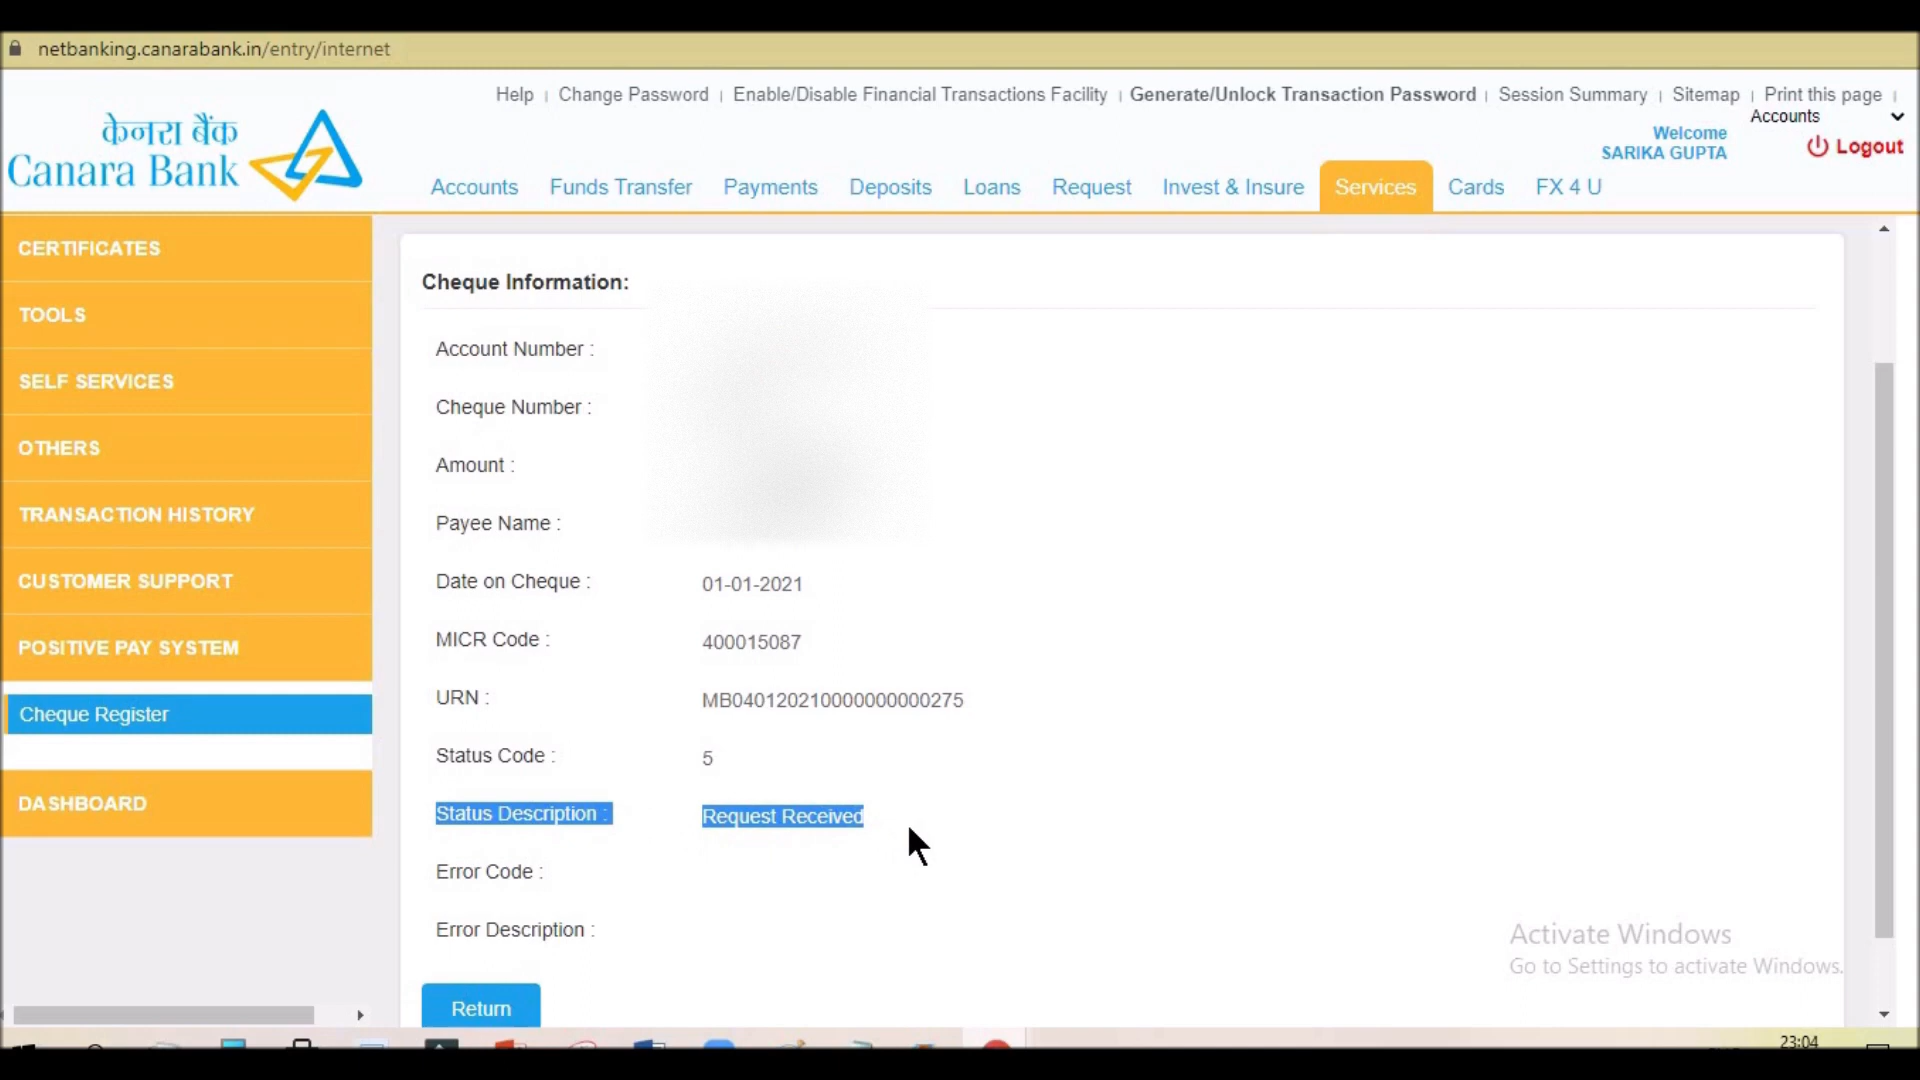 netbanking.canarabank.in/entry/internet
Help | Change Password | Enable/Disable Financial Transactions Facility | Generate/Unlock Transaction Password | Session Summary | Sitemap | Print this page |
Accounts
Welcome
SARIKA GUPTA
Logout
केनरा बैंक
Canara Bank
Accounts Funds Transfer Payments Deposits Loans Request Invest & Insure Services Cards FX 4 U
CERTIFICATES
TOOLS
SELF SERVICES
OTHERS
TRANSACTION HISTORY
CUSTOMER SUPPORT
POSITIVE PAY SYSTEM
Cheque Register
DASHBOARD
Cheque Information:
Account Number :
Cheque Number :
Amount :
Payee Name :
Date on Cheque : 01-01-2021
MICR Code : 400015087
URN : MB040120210000000000275
Status Code : 5
Status Description : Request Received
Error Code :
Error Description :
Return
Activate Windows
Go to Settings to activate Windows.
23:04